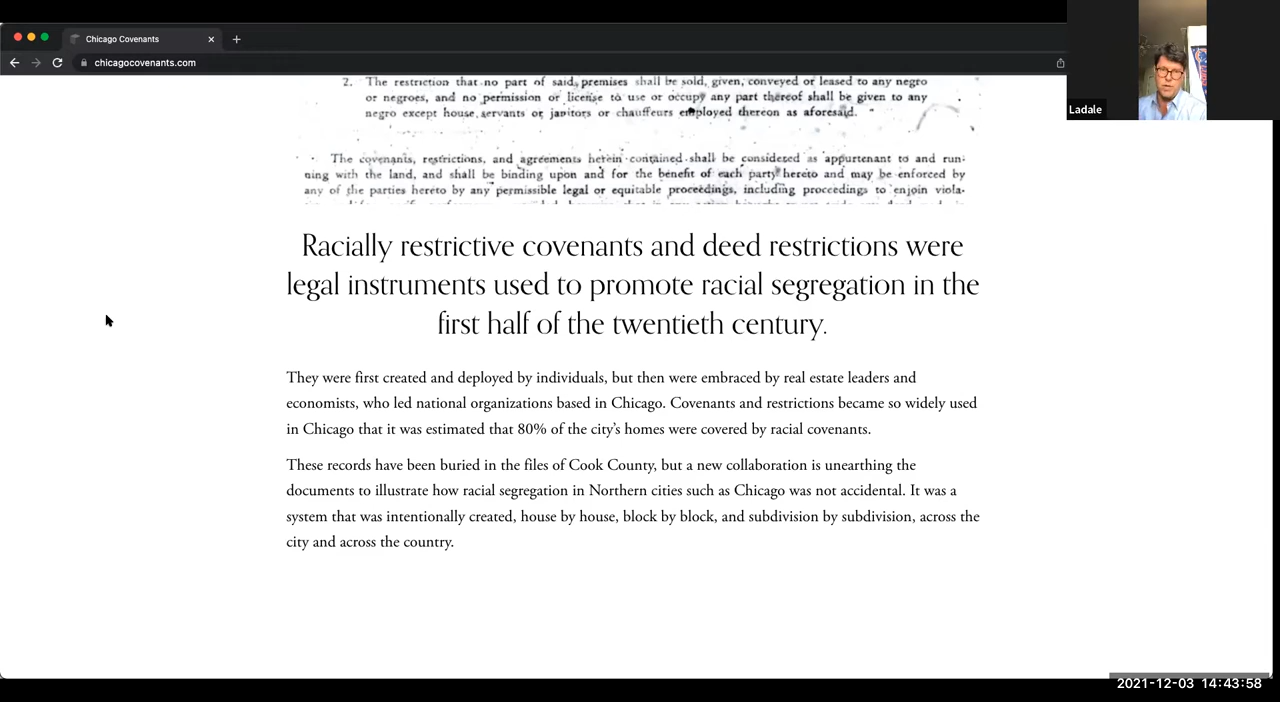 Chicago Covenants
chicagocovenants.com
Ladale
2. The restriction that no part of said premises shall be sold, given, conveyed or leased to any negro
or negroes, and no permission or license to use or occupy any part thereof shall be given to any
negro except house servants or janitors or chauffeurs employed thereon as aforesaid.
The covenants, restrictions, and agreements herein contained shall be considered as appurtenant to and run-
ning with the land, and shall be binding upon and for the benefit of each party hereto and may be enforced by
any of the parties hereto by any permissible legal or equitable proceedings, including proceedings to enjoin viola-
Racially restrictive covenants and deed restrictions were
legal instruments used to promote racial segregation in the
first half of the twentieth century.
They were first created and deployed by individuals, but then were embraced by real estate leaders and
economists, who led national organizations based in Chicago. Covenants and restrictions became so widely used
in Chicago that it was estimated that 80% of the city's homes were covered by racial covenants.
These records have been buried in the files of Cook County, but a new collaboration is unearthing the
documents to illustrate how racial segregation in Northern cities such as Chicago was not accidental. It was a
system that was intentionally created, house by house, block by block, and subdivision by subdivision, across the
city and across the country.
2021-12-03 14:43:58